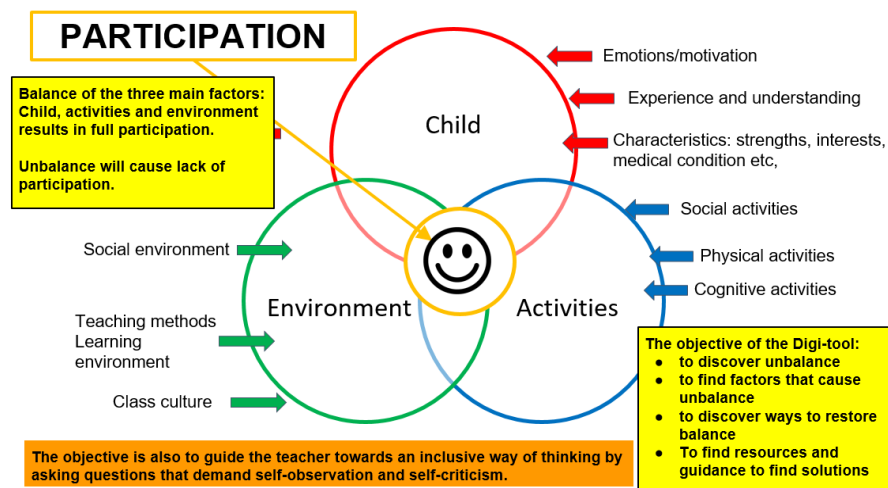 PARTICIPATION
Balance of the three main factors:
Child, activities and environment
results in full participation.
Unbalance will cause lack of
participation.
Child
Emotions/motivation
Experience and understanding
Characteristics: strengths, interests,
medical condition etc,
Social activities
Physical activities
Cognitive activities
Social environment
Teaching methods
Learning
environment
Class culture
Environment
Activities
The objective of the Digi-tool:
● to discover unbalance
● to find factors that cause
unbalance
● to discover ways to restore
balance
● To find resources and
guidance to find solutions
The objective is also to guide the teacher towards an inclusive way of thinking by
asking questions that demand self-observation and self-criticism.